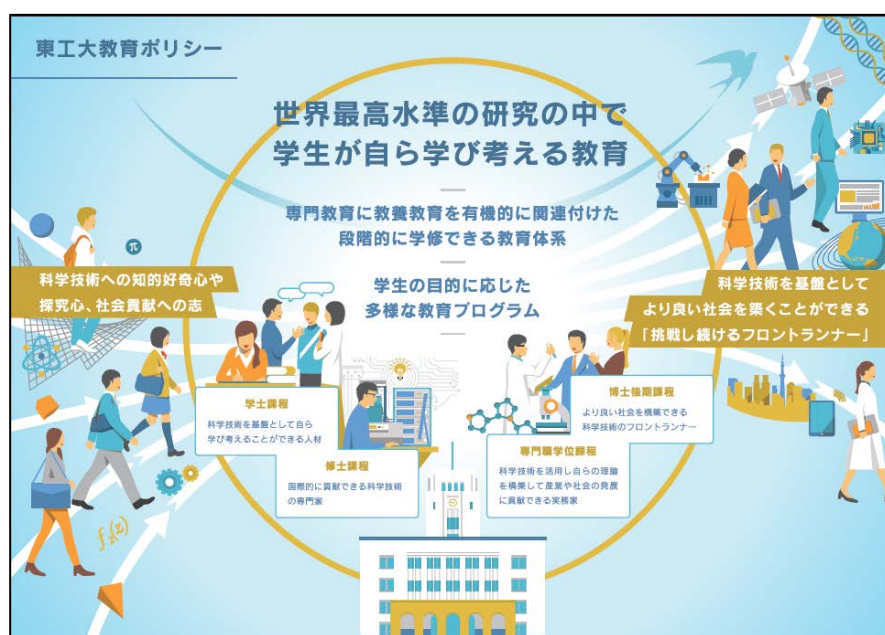 東工大教育ポリシー
世界最高水準の研究の中で
学生が自ら学び考える教育
専門教育に教養教育を有機的に関連付けた
段階的に学修できる教育体系
学生の目的に応じた
多様な教育プログラム
科学技術への知的好奇心や
探究心、社会貢献への志
科学技術を基盤として
より良い社会を築くことができる
「挑戦し続けるフロントランナー」
学士課程
科学技術を基盤として自ら
学び考えることができる人材
修士課程
国際的に貢献できる科学技術
の専門家
博士後期課程
より良い社会を構築できる
科学技術のフロントランナー
専門職学位課程
科学技術を活用し自らの理論
を構築して産業や社会の発展
に貢献できる実務家
π